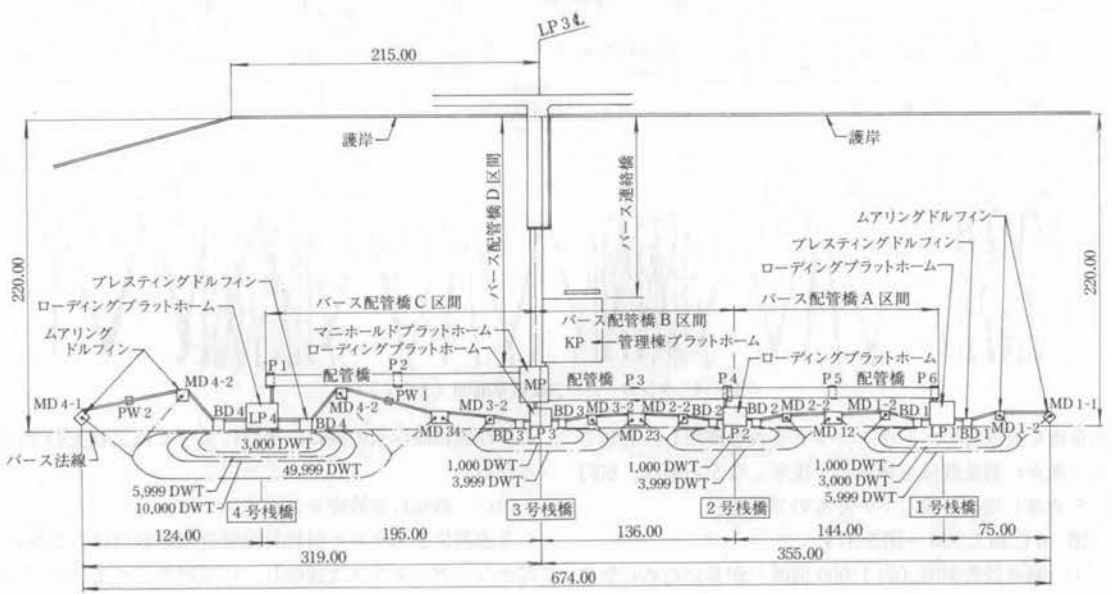 LP 3 ℄
215.00
護岸
護岸
220.00
220.00
バース配管橋 D 区間
バース連絡橋
ムアリングドルフィン
ブレスティングドルフィン
ローディングプラットホーム
ブレスティングドルフィン
ローディングプラットホーム
ムアリング
ドルフィン
バース配管橋 C 区間
マニホールドプラットホーム
ローディングプラットホーム
バース配管橋 A 区間
バース配管橋 B 区間
KP
管理棟プラットホーム
ローディングプラットホーム
P 1
P 2
配管橋
MP
配管橋
P 3
P 4
P 5
配管橋
P 6
MD 4-1
PW 2
MD 4-2
BD 4
LP 4
BD 4
MD 4-2
PW 1
MD 34
MD 3-2
BD 3
LP 3
BD 3
MD 3-2
MD 23
MD 2-2
BD 2
LP 2
BD 2
MD 2-2
MD 12
MD 1-2
BD 1
LP 1
BD 1
MD 1-2
MD 1-1
バース法線
3,000 DWT
49,999 DWT
5,999 DWT
10,000 DWT
1,000 DWT
3,999 DWT
1,000 DWT
3,999 DWT
1,000 DWT
3,000 DWT
5,999 DWT
4号桟橋
3号桟橋
2号桟橋
1号桟橋
124.00
195.00
136.00
144.00
75.00
319.00
355.00
674.00